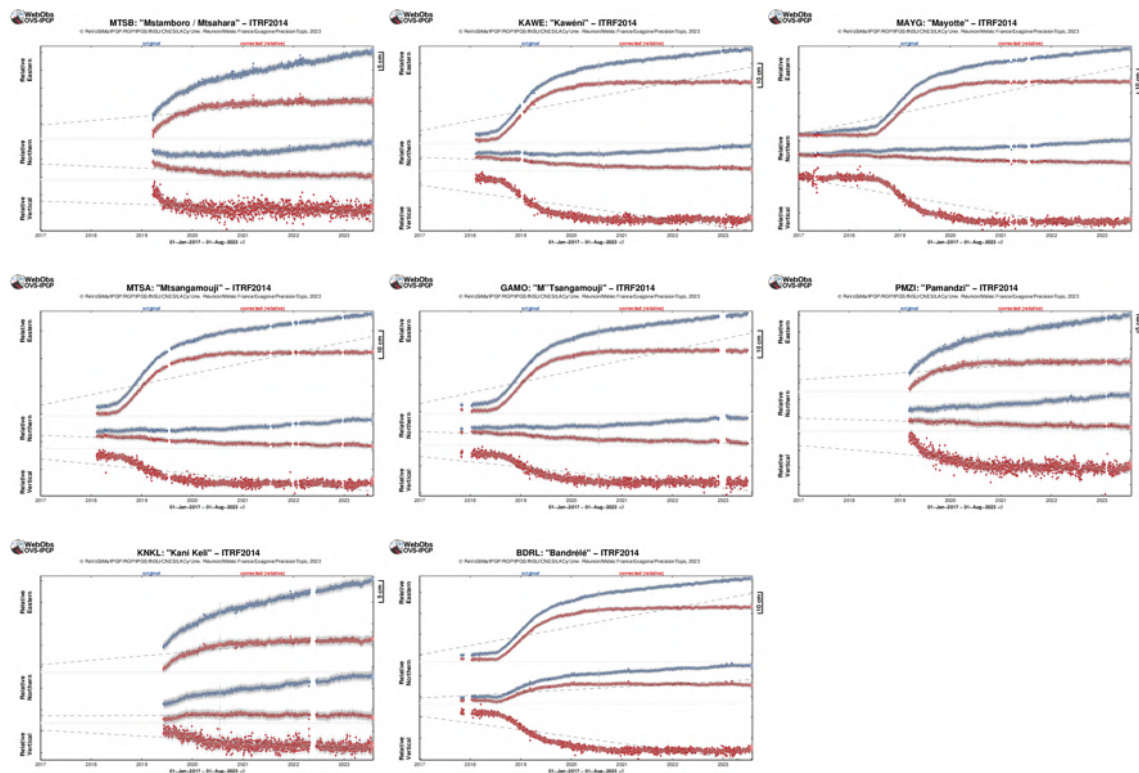 WebObs
OVS-IPGP
MTSB: "Mstamboro / Mtsahara" – ITRF2014
original
corrected (relative)
Relative
Eastern
Relative
Northern
Relative
Vertical
5 cm
2017
2018
2019
2020
2021
2022
2023
01-Jan-2017 – 01-Aug-2023
WebObs
OVS-IPGP
KAWE: "Kawéni" – ITRF2014
original
corrected (relative)
Relative
Eastern
Relative
Northern
Relative
Vertical
10 cm
2017
2018
2019
2020
2021
2022
2023
01-Jan-2017 – 01-Aug-2023
WebObs
OVS-IPGP
MAYG: "Mayotte" – ITRF2014
original
corrected (relative)
Relative
Eastern
Relative
Northern
Relative
Vertical
10 cm
2017
2018
2019
2020
2021
2022
2023
01-Jan-2017 – 01-Aug-2023
WebObs
OVS-IPGP
MTSA: "Mtsangamouji" – ITRF2014
original
corrected (relative)
Relative
Eastern
Relative
Northern
Relative
Vertical
10 cm
2017
2018
2019
2020
2021
2022
2023
01-Jan-2017 – 01-Aug-2023
WebObs
OVS-IPGP
GAMO: "M''Tsangamouji" – ITRF2014
original
corrected (relative)
Relative
Eastern
Relative
Northern
Relative
Vertical
10 cm
2017
2018
2019
2020
2021
2022
2023
01-Jan-2017 – 01-Aug-2023
WebObs
OVS-IPGP
PMZI: "Pamandzi" – ITRF2014
original
corrected (relative)
Relative
Eastern
Relative
Northern
Relative
Vertical
2017
2018
2019
2020
2021
2022
2023
01-Jan-2017 – 01-Aug-2023
WebObs
OVS-IPGP
KNKL: "Kani Keli" – ITRF2014
original
corrected (relative)
Relative
Eastern
Relative
Northern
Relative
Vertical
5 cm
2017
2018
2019
2020
2021
2022
2023
01-Jan-2017 – 01-Aug-2023
WebObs
OVS-IPGP
BDRL: "Bandrélé" – ITRF2014
original
corrected (relative)
Relative
Eastern
Relative
Northern
Relative
Vertical
10 cm
2017
2018
2019
2020
2021
2022
2023
01-Jan-2017 – 01-Aug-2023